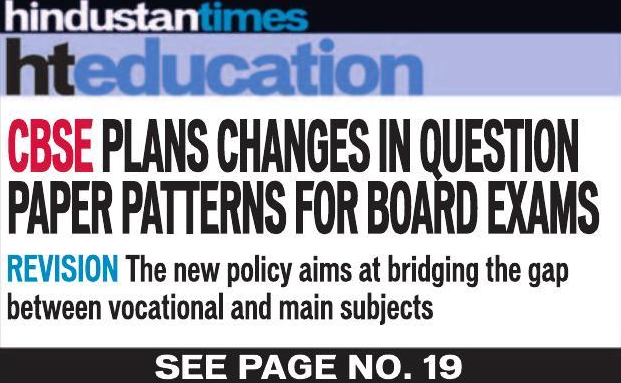 hindustantimes
hteducation
CBSE PLANS CHANGES IN QUESTION
PAPER PATTERNS FOR BOARD EXAMS
REVISION The new policy aims at bridging the gap
between vocational and main subjects
SEE PAGE NO. 19